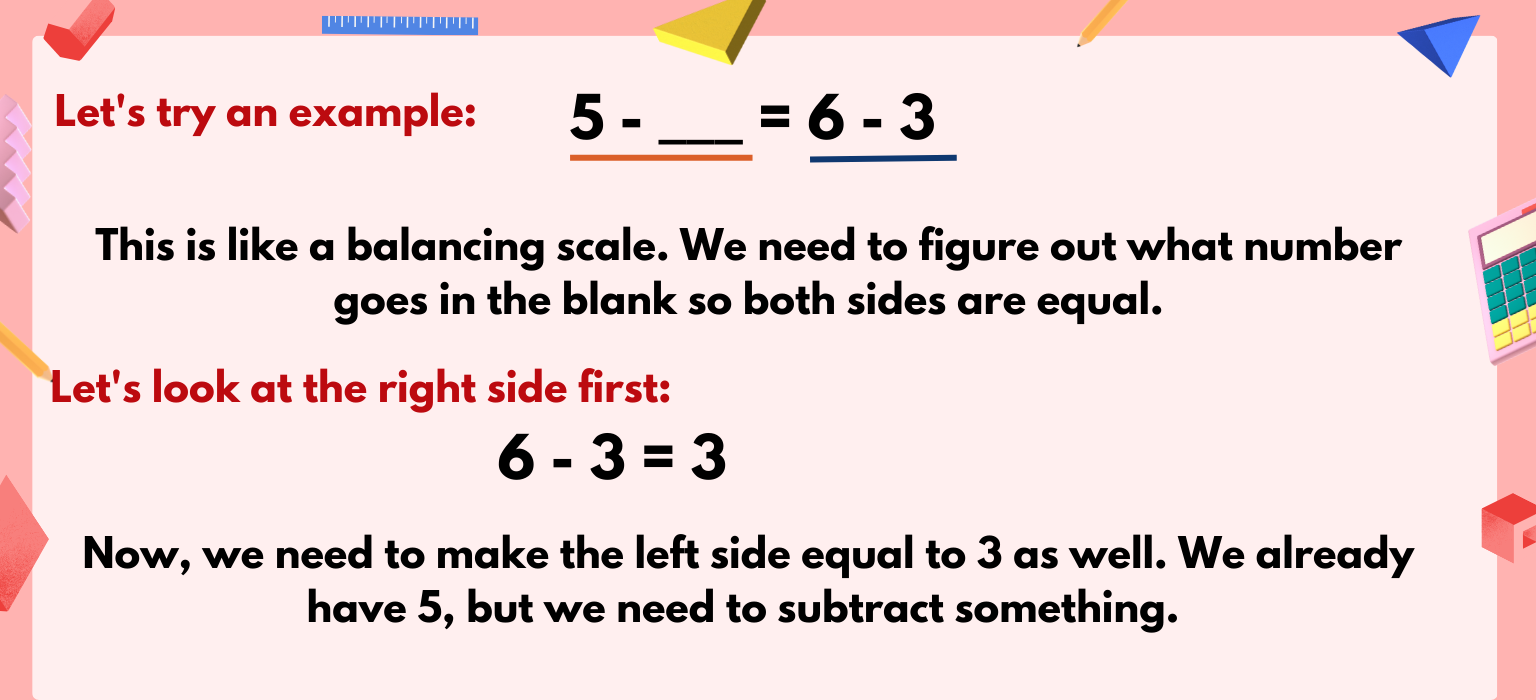 Let's try an example: 5 - ___ = 6 - 3
This is like a balancing scale. We need to figure out what number
goes in the blank so both sides are equal.
Let's look at the right side first:
6 - 3 = 3
Now, we need to make the left side equal to 3 as well. We already
have 5, but we need to subtract something.